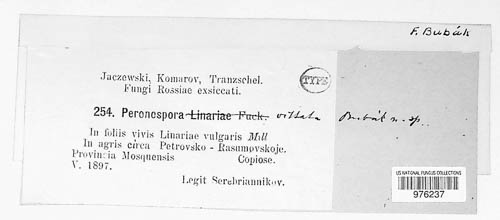 F. Bubák
Jaczewski, Komarov, Tranzschel.
Fungi Rossiae exsiccati.
TYPE
254. Peronospora Linariae Fuck. vittata Bubák n. sp.
In foliis vivis Linariae vulgaris Mill
In agris circa Petrovsko-Rasumovskoje.
Provincia Mosquensis Copiose.
V. 1897.
Legit Serebriannikov.
US NATIONAL FUNGUS COLLECTIONS
976237